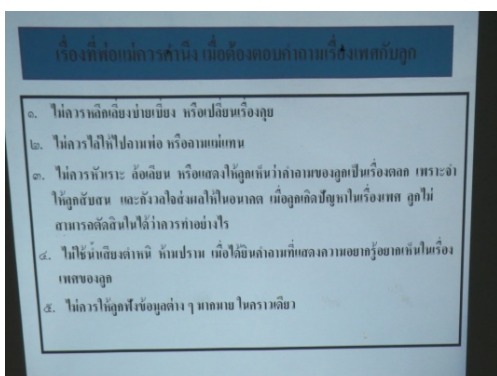 เรื่องที่พ่อแม่ควรคำนึง เมื่อต้องตอบคำถามเรื่องเพศกับลูก
๑. ไม่ควรหลีกเลี่ยงบ่ายเบี่ยง หรือเปลี่ยนเรื่องคุย
๒. ไม่ควรไล่ให้ไปถามพ่อ หรือถามแม่แทน
๓. ไม่ควรหัวเราะ ล้อเลียน หรือแสดงให้ลูกเห็นว่าคำถามของลูกเป็นเรื่องตลก เพราะจำ
ให้ลูกสับสน และกังวลใจส่งผลให้ในอนาคต เมื่อลูกเกิดปัญหาในเรื่องเพศ ลูกไม่
สามารถตัดสินใจได้ว่าควรทำอย่างไร
๔. ไม่ใช้น้ำเสียงตำหนิ ห้ามปราม เมื่อได้ยินคำถามที่แสดงความอยากรู้อยากเห็นในเรื่อง
เพศของลูก
๕. ไม่ควรให้ลูกฟังข้อมูลต่าง ๆ มากมาย ในคราวเดียว